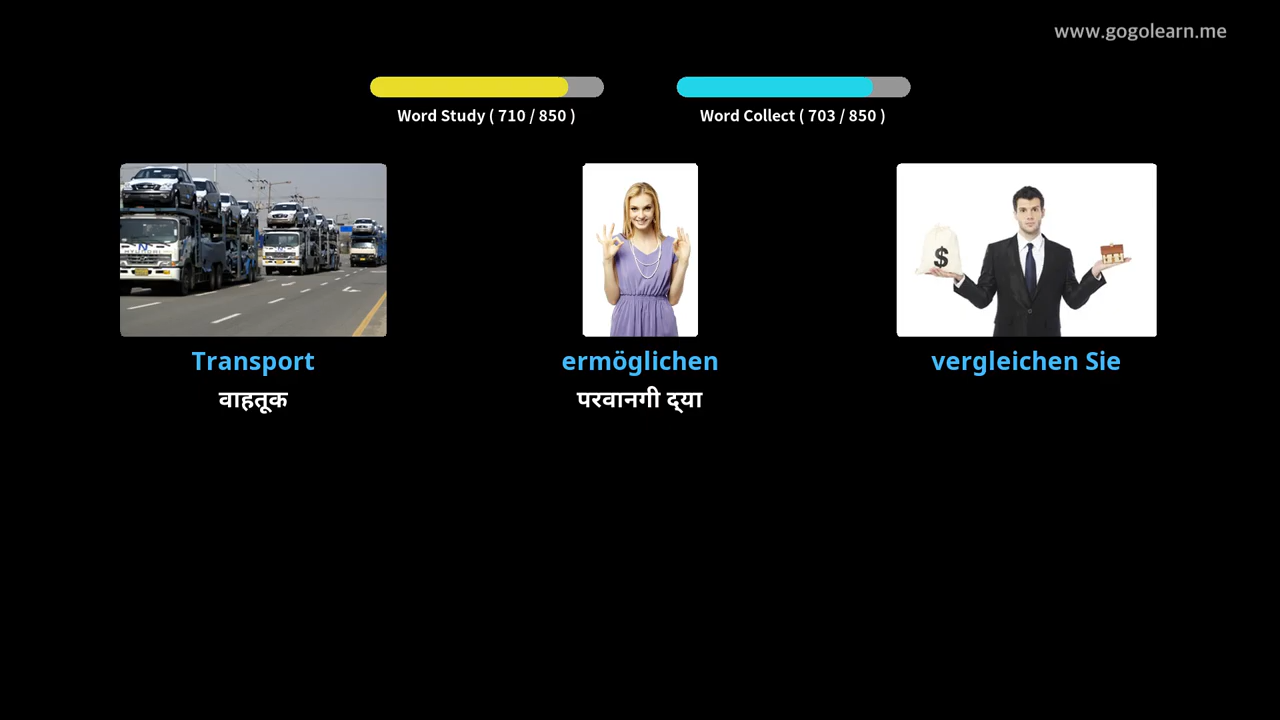 www.gogolearn.me
Word Study ( 710 / 850 )
Word Collect ( 703 / 850 )
Transport
ermöglichen
vergleichen Sie
वाहतूक
परवानगी द्या
$